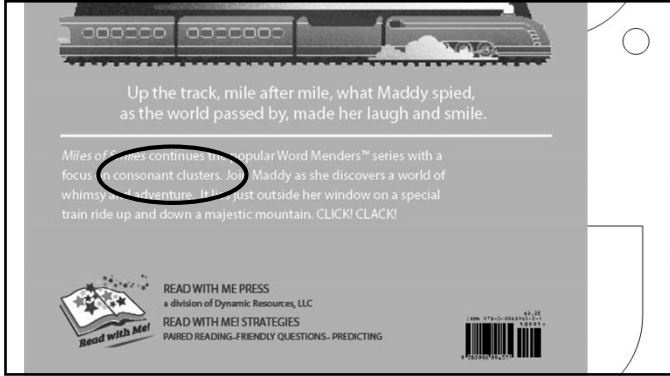 Up the track, mile after mile, what Maddy spied,
as the world passed by, made her laugh and smile.
Miles of Smiles continues the popular Word Menders™ series with a
focus on consonant clusters. Join Maddy as she discovers a world of
whimsy and adventure. It lies just outside her window on a special
train ride up and down a majestic mountain. CLICK! CLACK!
Read with Me!
READ WITH ME PRESS
a division of Dynamic Resources, LLC
READ WITH ME! STRATEGIES
PAIRED READING-FRIENDLY QUESTIONS- PREDICTING